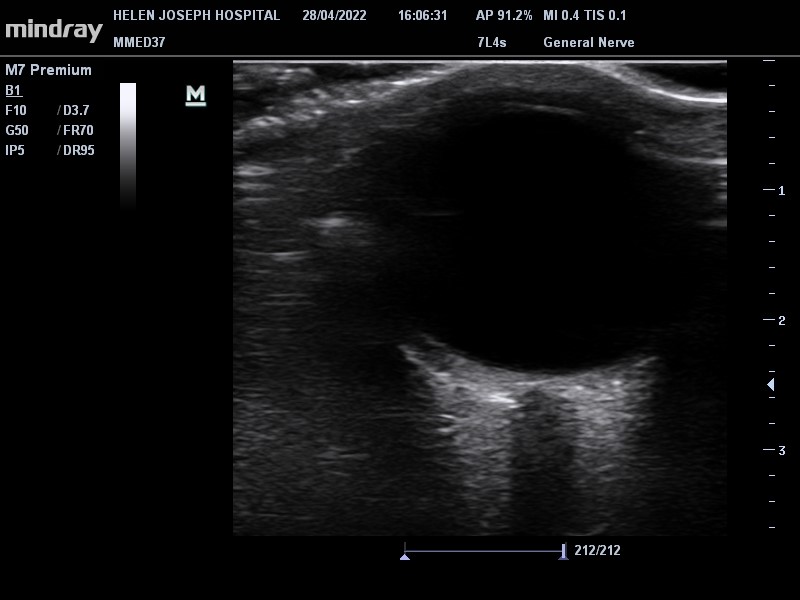 mindray
HELEN JOSEPH HOSPITAL 28/04/2022 16:06:31 AP 91.2% MI 0.4 TIS 0.1
MMED37 7L4s General Nerve
M7 Premium
B1
F10 / D3.7
G50 / FR70
IP5 / DR95
M
1
2
3
212/212